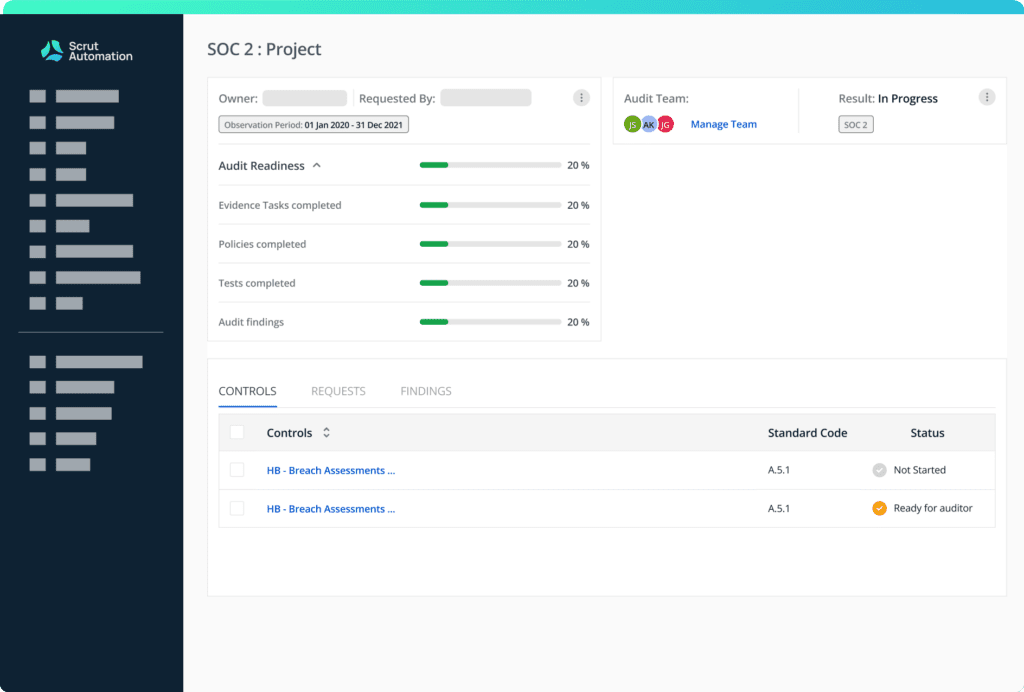 Scrut
Automation
SOC 2 : Project
Owner: Requested By:
Observation Period: 01 Jan 2020 - 31 Dec 2021
Audit Readiness 20 %
Evidence Tasks completed 20 %
Policies completed 20 %
Tests completed 20 %
Audit findings 20 %
Audit Team:
JS AK JG Manage Team
Result: In Progress
SOC 2
CONTROLS REQUESTS FINDINGS
Controls Standard Code Status
HB - Breach Assessments ... A.5.1 Not Started
HB - Breach Assessments ... A.5.1 Ready for auditor